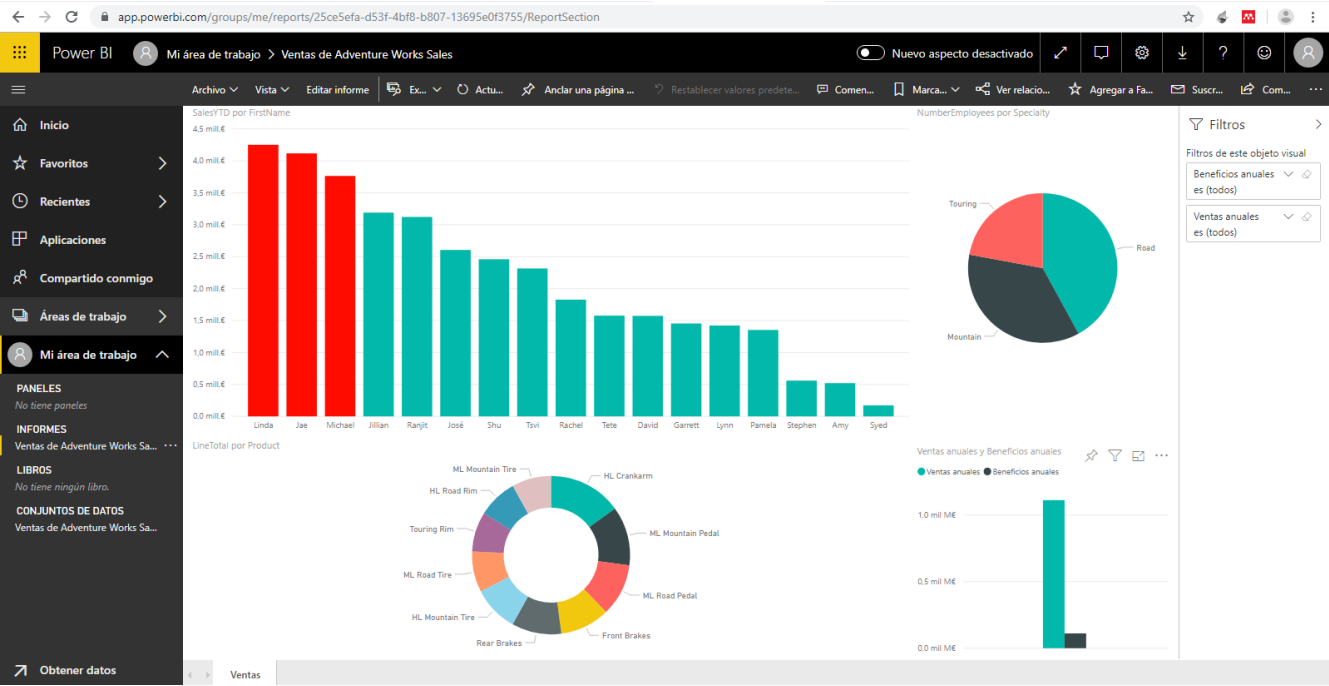 app.powerbi.com/groups/me/reports/25ce5efa-d53f-4bf8-b807-13695e0f3755/ReportSection
Power BI
Mi área de trabajo > Ventas de Adventure Works Sales
Nuevo aspecto desactivado
?
Archivo
Vista
Editar informe
Ex...
Actu...
Anclar una página ...
Restablecer valores predete...
Comen...
Marca...
Ver relacio...
Agregar a Fa...
Suscr...
Com...
...
Inicio
Favoritos
Recientes
Aplicaciones
Compartido conmigo
Áreas de trabajo
Mi área de trabajo
PANELES
No tiene paneles
INFORMES
Ventas de Adventure Works Sa... ...
LIBROS
No tiene ningún libro.
CONJUNTOS DE DATOS
Ventas de Adventure Works Sa...
Obtener datos
SalesYTD por FirstName
4,5 mill.€
4,0 mill.€
3,5 mill.€
3,0 mill.€
2,5 mill.€
2,0 mill.€
1,5 mill.€
1,0 mill.€
0,5 mill.€
0,0 mill.€
Linda Jae Michael Jillian Ranjit José Shu Tsvi Rachel Tete David Garrett Lynn Pamela Stephen Amy Syed
NumberEmployees por Specialty
Touring
Road
Mountain
LineTotal por Product
ML Mountain Tire
HL Crankarm
HL Road Rim
Touring Rim
ML Mountain Pedal
ML Road Tire
ML Road Pedal
HL Mountain Tire
Front Brakes
Rear Brakes
Ventas anuales y Beneficios anuales
...
Ventas anuales Beneficios anuales
1.0 mil M€
0.5 mil M€
0.0 mil M€
Filtros
Filtros de este objeto visual
Beneficios anuales
es (todos)
Ventas anuales
es (todos)
Ventas